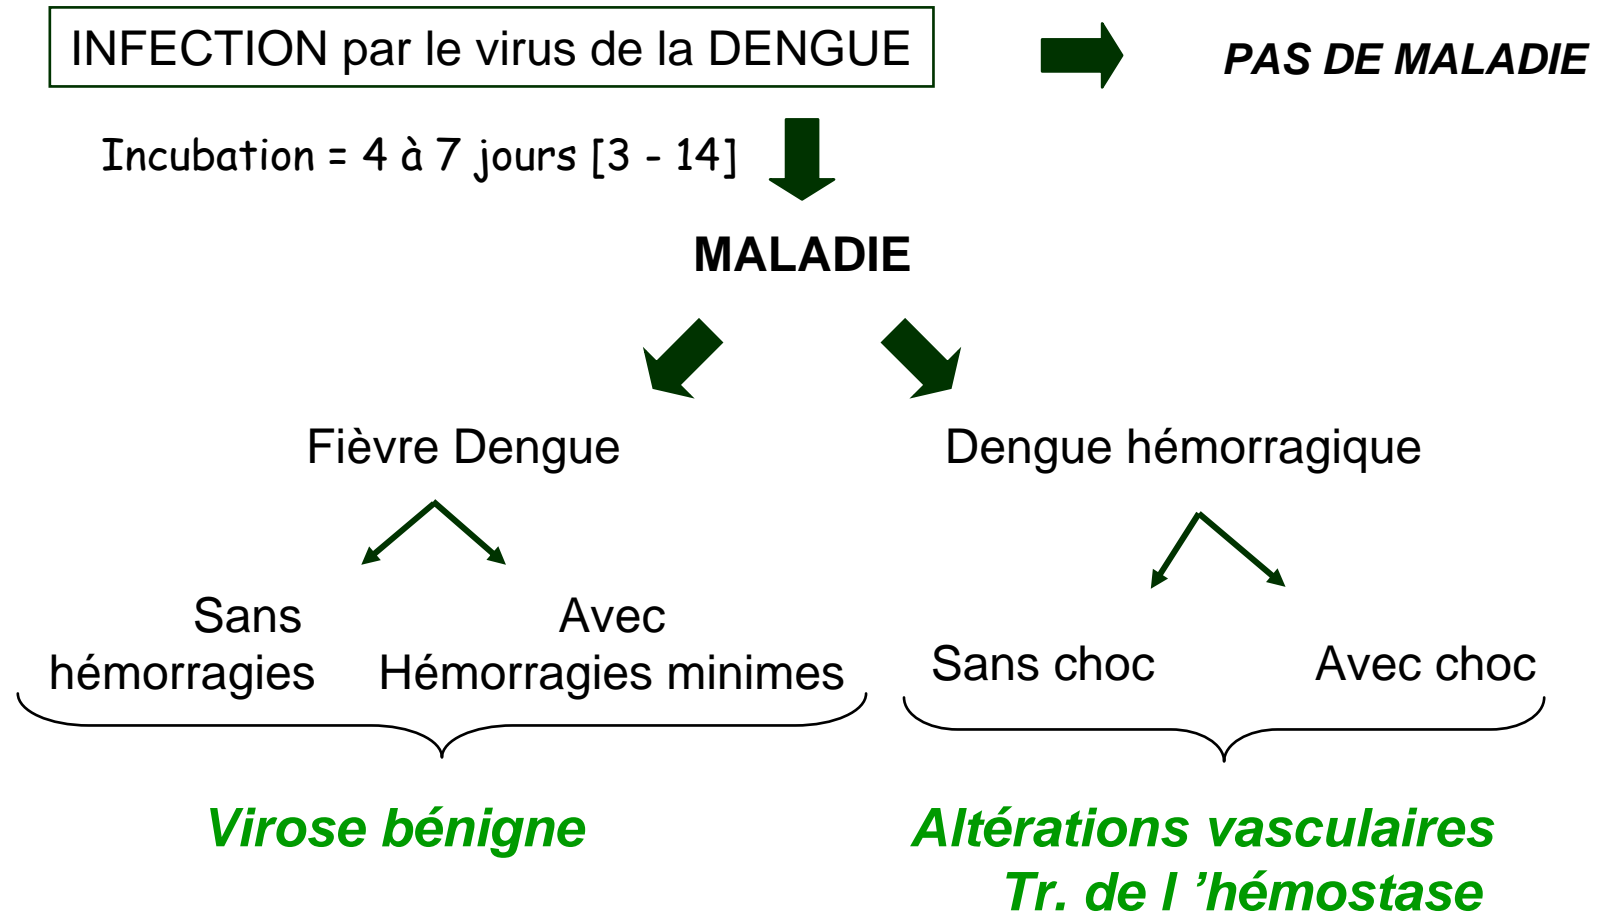 INFECTION par le virus de la DENGUE
PAS DE MALADIE
Incubation = 4 à 7 jours [3 - 14]
MALADIE
Fièvre Dengue
Dengue hémorragique
Sans
hémorragies
Avec
Hémorragies minimes
Sans choc
Avec choc
Virose bénigne
Altérations vasculaires
Tr. de l ’hémostase